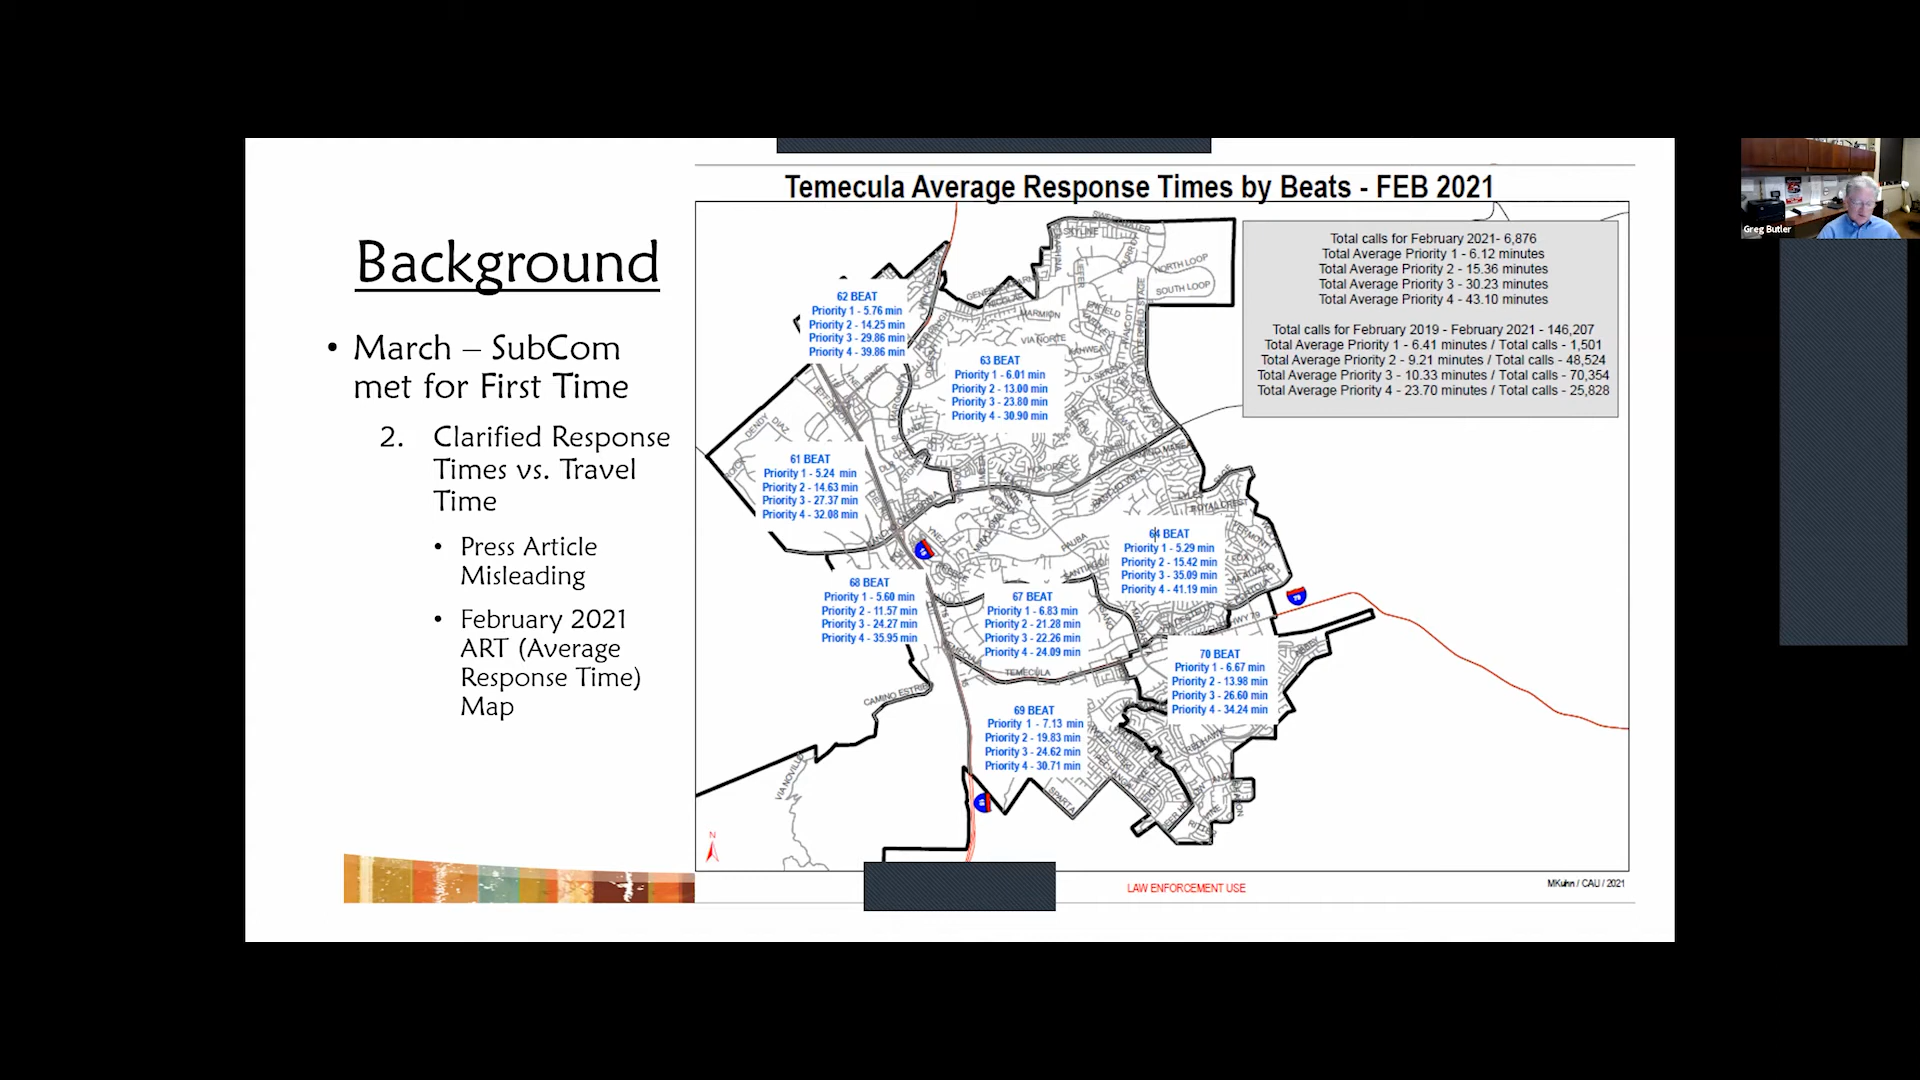 Background
• March – SubCom
met for First Time
2. Clarified Response
Times vs. Travel
Time
• Press Article
Misleading
• February 2021
ART (Average
Response Time)
Map
Temecula Average Response Times by Beats - FEB 2021
Total calls for February 2021- 6,876
Total Average Priority 1 - 6.12 minutes
Total Average Priority 2 - 15.36 minutes
Total Average Priority 3 - 30.23 minutes
Total Average Priority 4 - 43.10 minutes
Total calls for February 2019 - February 2021 - 146,207
Total Average Priority 1 - 6.41 minutes / Total calls - 1,501
Total Average Priority 2 - 9.21 minutes / Total calls - 48,524
Total Average Priority 3 - 10.33 minutes / Total calls - 70,354
Total Average Priority 4 - 23.70 minutes / Total calls - 25,828
62 BEAT
Priority 1 - 5.76 min
Priority 2 - 14.25 min
Priority 3 - 29.86 min
Priority 4 - 39.86 min
63 BEAT
Priority 1 - 6.01 min
Priority 2 - 13.00 min
Priority 3 - 23.80 min
Priority 4 - 30.90 min
61 BEAT
Priority 1 - 5.24 min
Priority 2 - 14.63 min
Priority 3 - 27.37 min
Priority 4 - 32.08 min
64 BEAT
Priority 1 - 5.29 min
Priority 2 - 15.42 min
Priority 3 - 35.09 min
Priority 4 - 41.19 min
68 BEAT
Priority 1 - 5.60 min
Priority 2 - 11.57 min
Priority 3 - 24.27 min
Priority 4 - 35.95 min
67 BEAT
Priority 1 - 6.83 min
Priority 2 - 21.28 min
Priority 3 - 22.26 min
Priority 4 - 24.09 min
70 BEAT
Priority 1 - 6.67 min
Priority 2 - 13.98 min
Priority 3 - 26.60 min
Priority 4 - 34.24 min
69 BEAT
Priority 1 - 7.13 min
Priority 2 - 19.83 min
Priority 3 - 24.62 min
Priority 4 - 30.71 min
SKYLINE
NORTH LOOP
SOUTH LOOP
MARMION
VIA NORTE
DENDY
DIAZ
YNEZ
PAUBA
HWY 79
TEMECULA
CAMINO ESTRIB
VIA NOVILLO
SPARTA
N
LAW ENFORCEMENT USE
MKuhn / CAU / 2021
Greg Butler